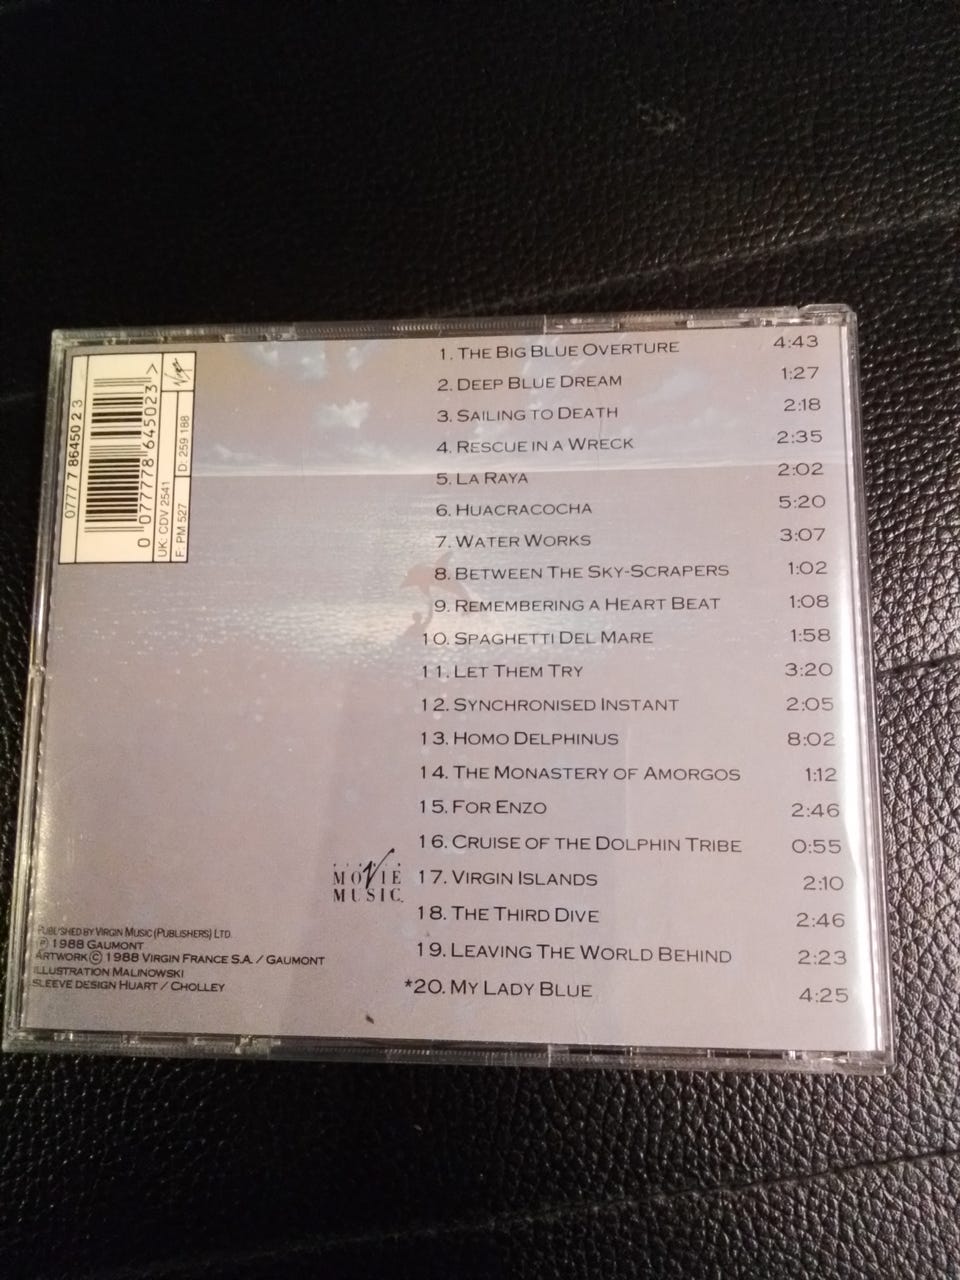 0777 7 86450 2 3
0 077778 645023 >
UK: CDV 2541
F: PM 527
D: 259 188
Virgin
1. THE BIG BLUE OVERTURE 4:43
2. DEEP BLUE DREAM 1:27
3. SAILING TO DEATH 2:18
4. RESCUE IN A WRECK 2:35
5. LA RAYA 2:02
6. HUACRACOCHA 5:20
7. WATER WORKS 3:07
8. BETWEEN THE SKY-SCRAPERS 1:02
9. REMEMBERING A HEART BEAT 1:08
10. SPAGHETTI DEL MARE 1:58
11. LET THEM TRY 3:20
12. SYNCHRONISED INSTANT 2:05
13. HOMO DELPHINUS 8:02
14. THE MONASTERY OF AMORGOS 1:12
15. FOR ENZO 2:46
16. CRUISE OF THE DOLPHIN TRIBE 0:55
17. VIRGIN ISLANDS 2:10
18. THE THIRD DIVE 2:46
19. LEAVING THE WORLD BEHIND 2:23
*20. MY LADY BLUE 4:25
VIRGIN
MOVIE
MUSIC.
PUBLISHED BY VIRGIN MUSIC (PUBLISHERS) LTD.
Ⓟ 1988 GAUMONT
ARTWORK © 1988 VIRGIN FRANCE S.A. / GAUMONT
ILLUSTRATION MALINOWSKI
SLEEVE DESIGN HUART / CHOLLEY